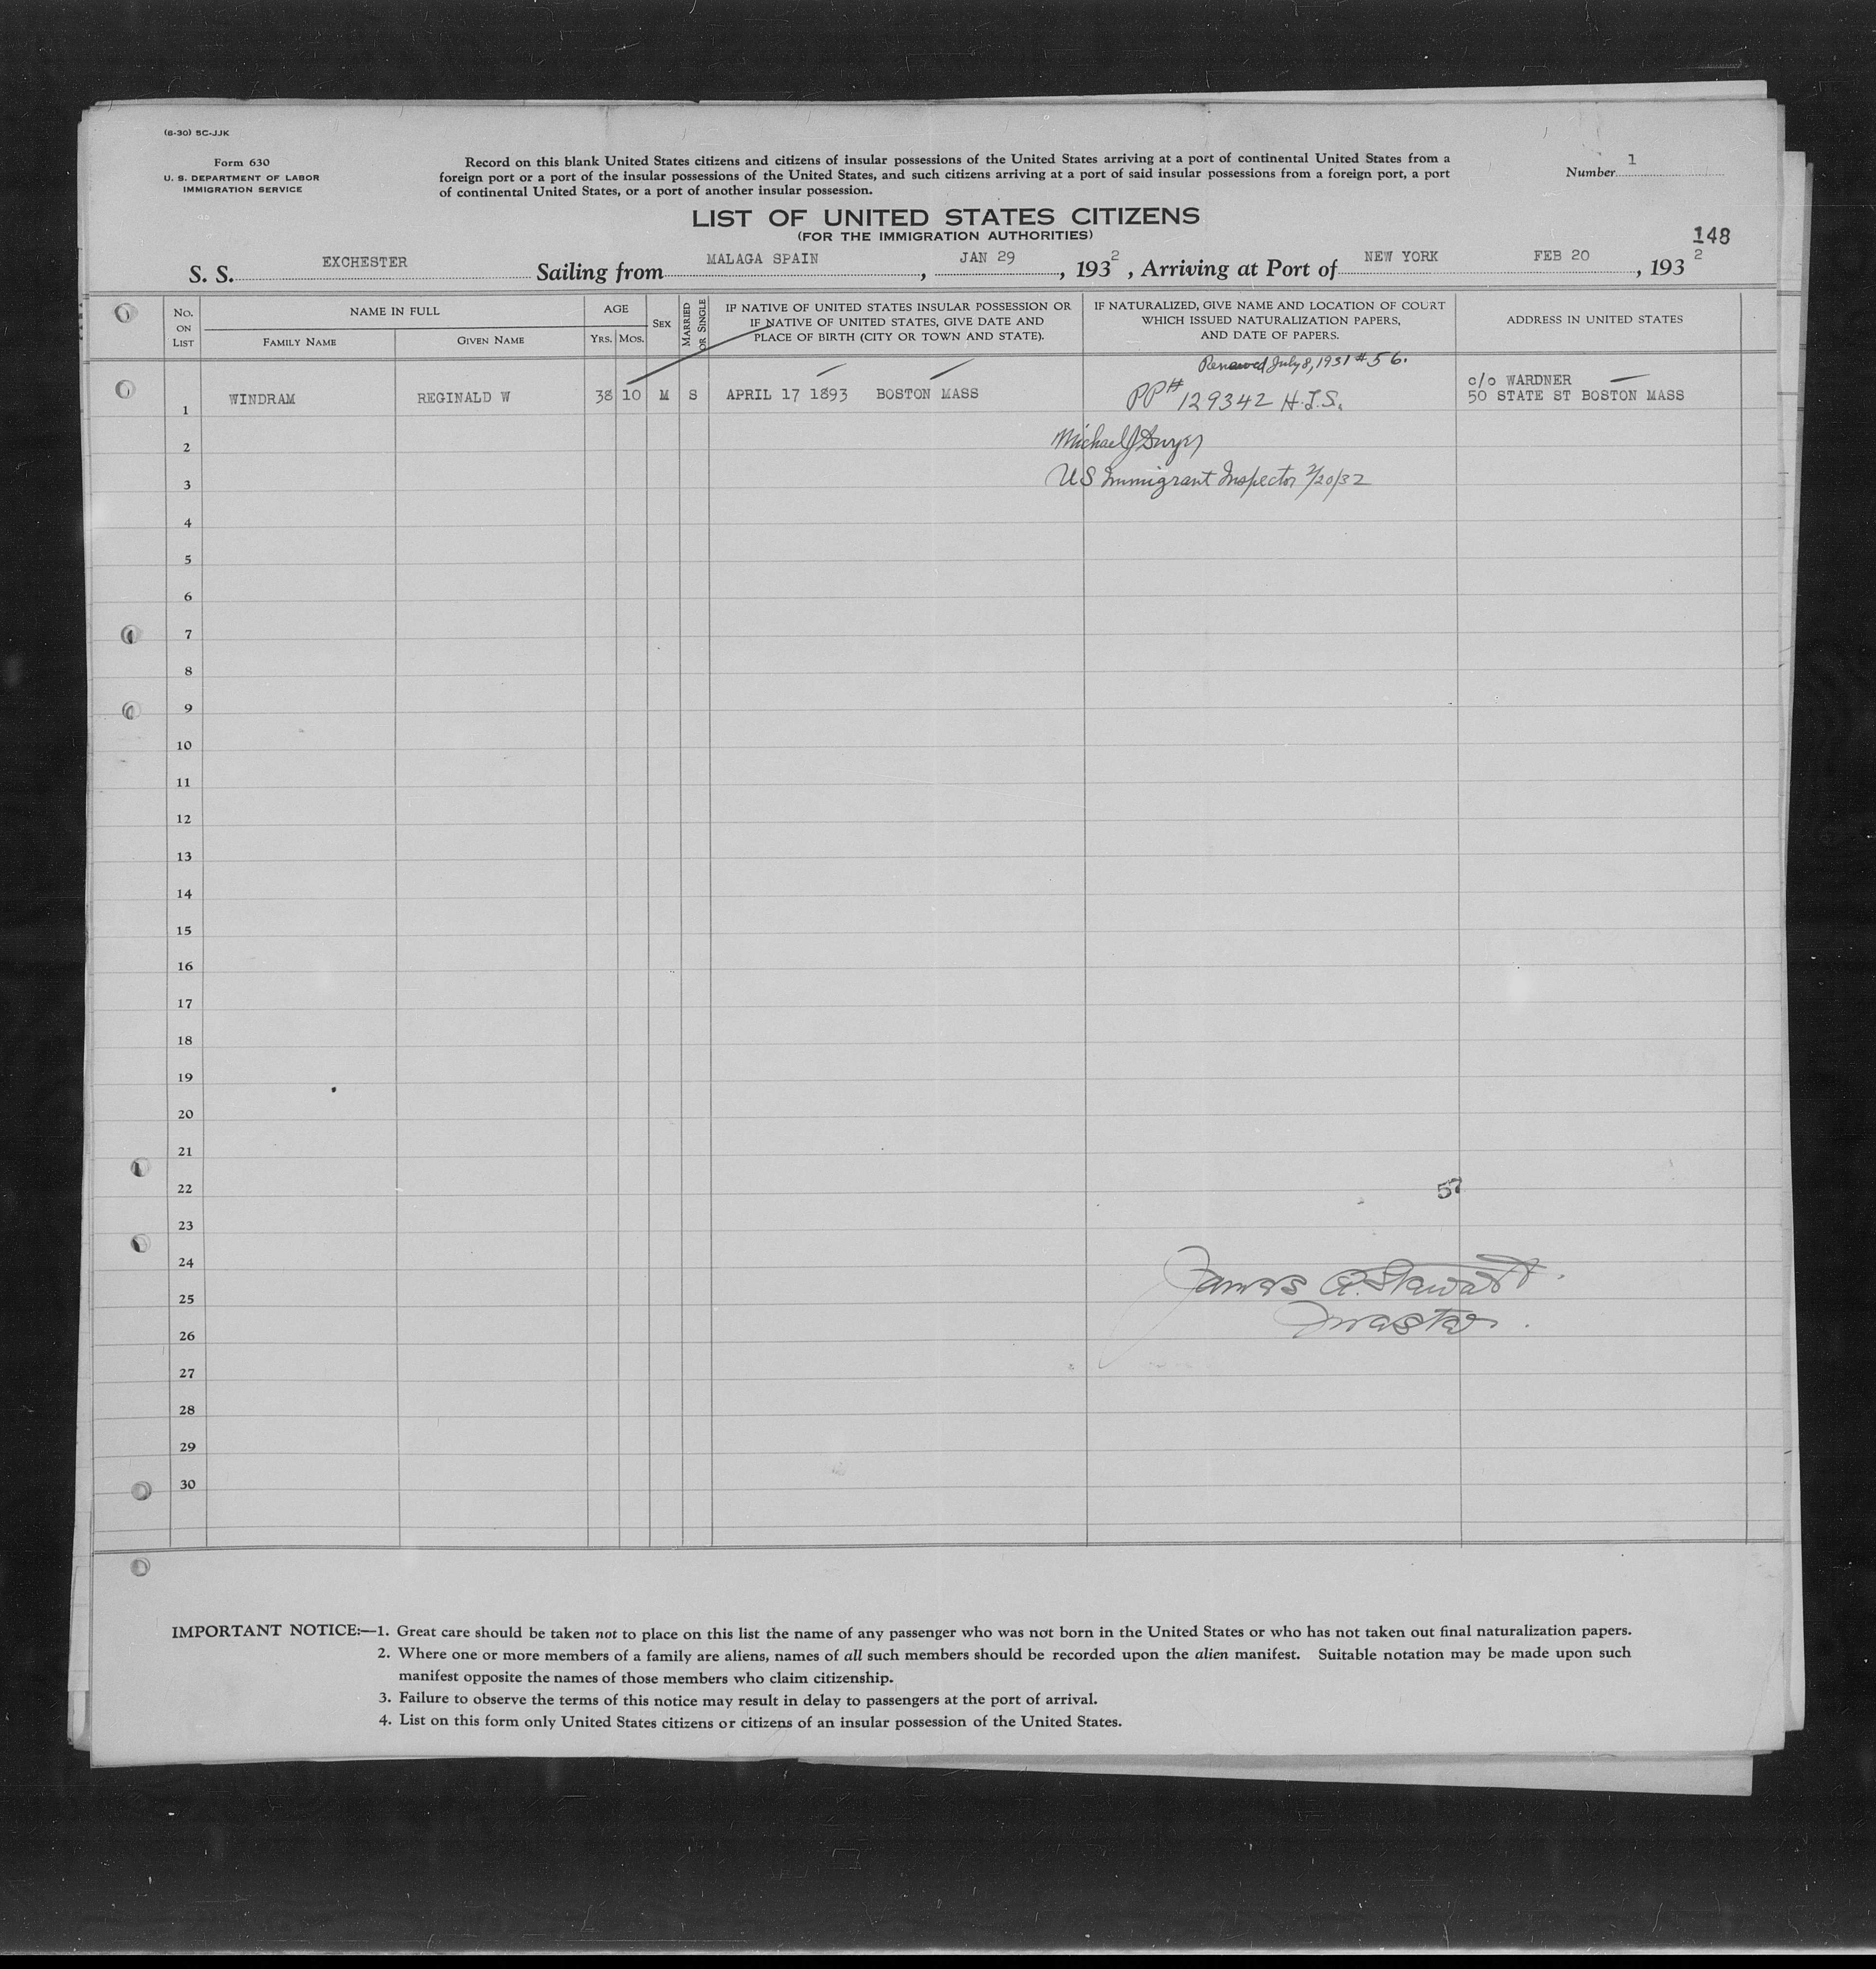 (8-30) 5C-JJK
Form 630
U. S. DEPARTMENT OF LABOR
IMMIGRATION SERVICE
Record on this blank United States citizens and citizens of insular possessions of the United States arriving at a port of continental United States from a
foreign port or a port of the insular possessions of the United States, and such citizens arriving at a port of said insular possessions from a foreign port, a port
of continental United States, or a port of another insular possession.
Number 1
LIST OF UNITED STATES CITIZENS
(FOR THE IMMIGRATION AUTHORITIES)
148
S. S. EXCHESTER Sailing from MALAGA SPAIN, JAN 29, 1932, Arriving at Port of NEW YORK FEB 20, 1932
No. ON LIST
NAME IN FULL
FAMILY NAME
GIVEN NAME
AGE
YRS. MOS.
SEX
MARRIED OR SINGLE
IF NATIVE OF UNITED STATES INSULAR POSSESSION OR
IF NATIVE OF UNITED STATES, GIVE DATE AND
PLACE OF BIRTH (CITY OR TOWN AND STATE).
IF NATURALIZED, GIVE NAME AND LOCATION OF COURT
WHICH ISSUED NATURALIZATION PAPERS,
AND DATE OF PAPERS.
ADDRESS IN UNITED STATES
Renewed July 8, 1931 #56.
c/o WARDNER
1 WINDRAM REGINALD W 38 10 M S APRIL 17 1893 BOSTON MASS PP# 129342 H.J.S. 50 STATE ST BOSTON MASS
2 Michael J Dwyer
3 US Immigrant Inspector 2/20/32
4
5
6
7
8
9
10
11
12
13
14
15
16
17
18
19
20
21
22 57
23
24 James A. Stewart
25
26 Master
27
28
29
30
IMPORTANT NOTICE:—1. Great care should be taken not to place on this list the name of any passenger who was not born in the United States or who has not taken out final naturalization papers.
2. Where one or more members of a family are aliens, names of all such members should be recorded upon the alien manifest. Suitable notation may be made upon such
manifest opposite the names of those members who claim citizenship.
3. Failure to observe the terms of this notice may result in delay to passengers at the port of arrival.
4. List on this form only United States citizens or citizens of an insular possession of the United States.